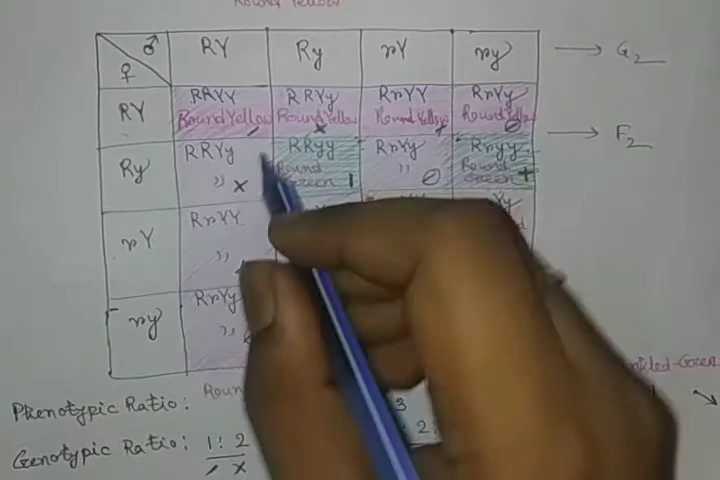 Round Yellow
♂ RY Ry rY ry → G2
♀
RY RRYY RRYy RrYY RrYy → F2
Round Yellow Round Yellow Round Yellow Round Yellow
Ry RRYy RRyy RrYy Rryy
" Round Green " Round Green
rY RrYY
"
ry RrYy
"
Phenotypic Ratio: 3
Genotypic Ratio: 1: 2 2: